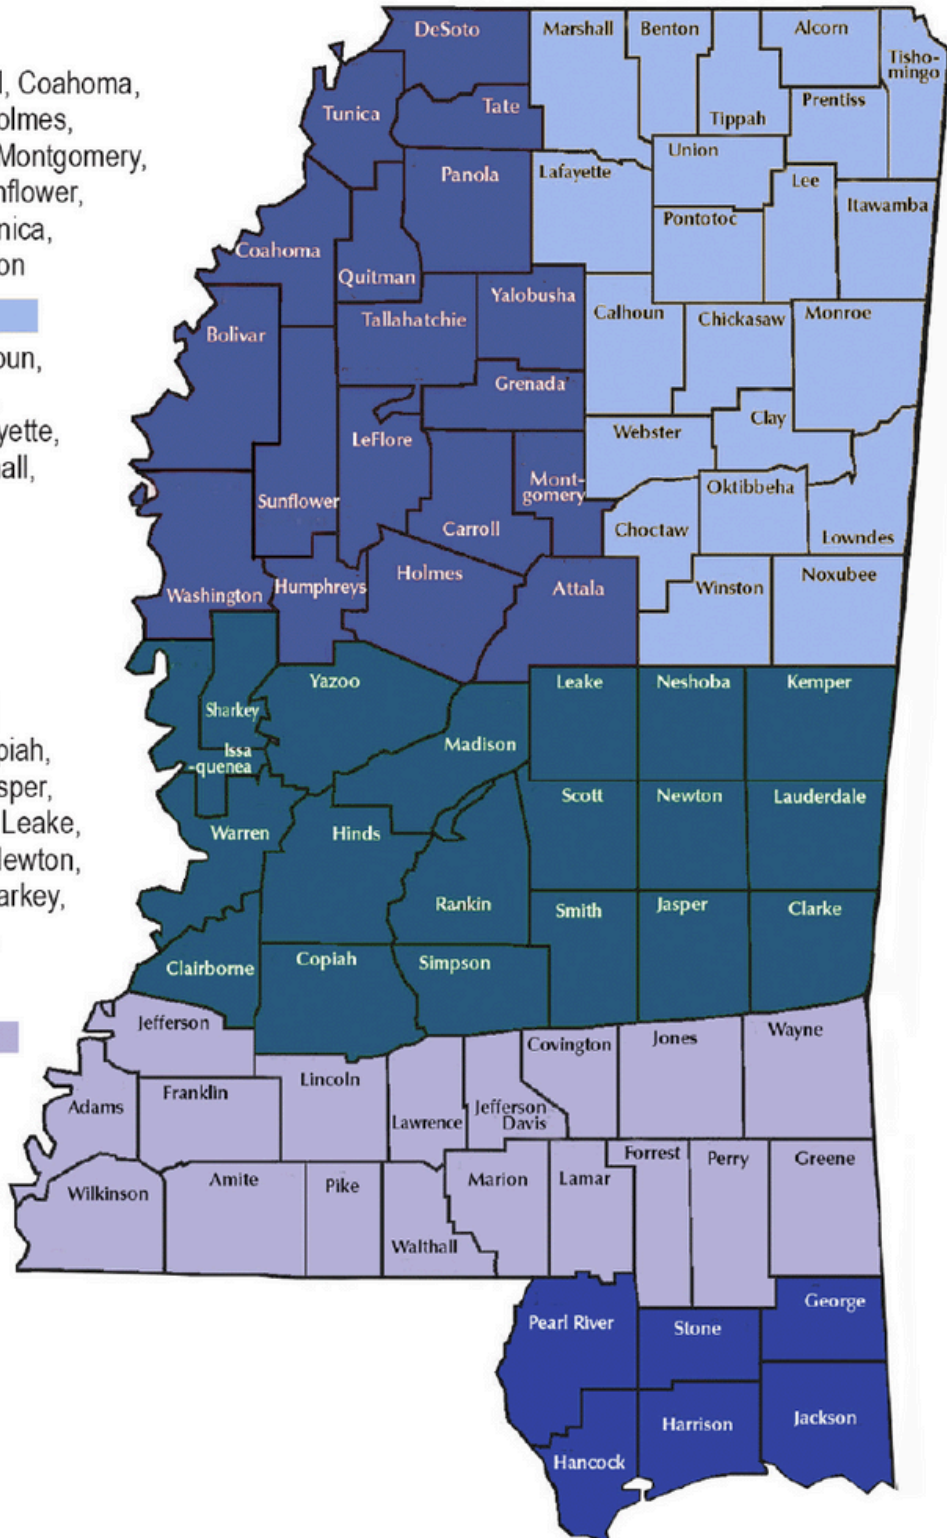 l, Coahoma,
olmes,
Montgomery,
nflower,
nica,
on
oun,
yette,
all,
piah,
sper,
Leake,
Newton,
arkey,
DeSoto
Marshall
Benton
Alcorn
Tisho-
mingo
Tunica
Tate
Tippah
Prentiss
Panola
Lafayette
Union
Lee
Itawamba
Pontotoc
Coahoma
Quitman
Yalobusha
Tallahatchie
Calhoun
Chickasaw
Monroe
Bolivar
Grenada
LeFlore
Webster
Clay
Mont-
gomery
Oktibbeha
Sunflower
Carroll
Choctaw
Lowndes
Washington
Humphreys
Holmes
Attala
Winston
Noxubee
Yazoo
Leake
Neshoba
Kemper
Sharkey
Issa
-quenea
Madison
Scott
Newton
Lauderdale
Warren
Hinds
Rankin
Smith
Jasper
Clarke
Clairborne
Copiah
Simpson
Jefferson
Covington
Jones
Wayne
Adams
Franklin
Lincoln
Lawrence
Jefferson
Davis
Wilkinson
Amite
Pike
Walthall
Marion
Lamar
Forrest
Perry
Greene
Pearl River
Stone
George
Hancock
Harrison
Jackson